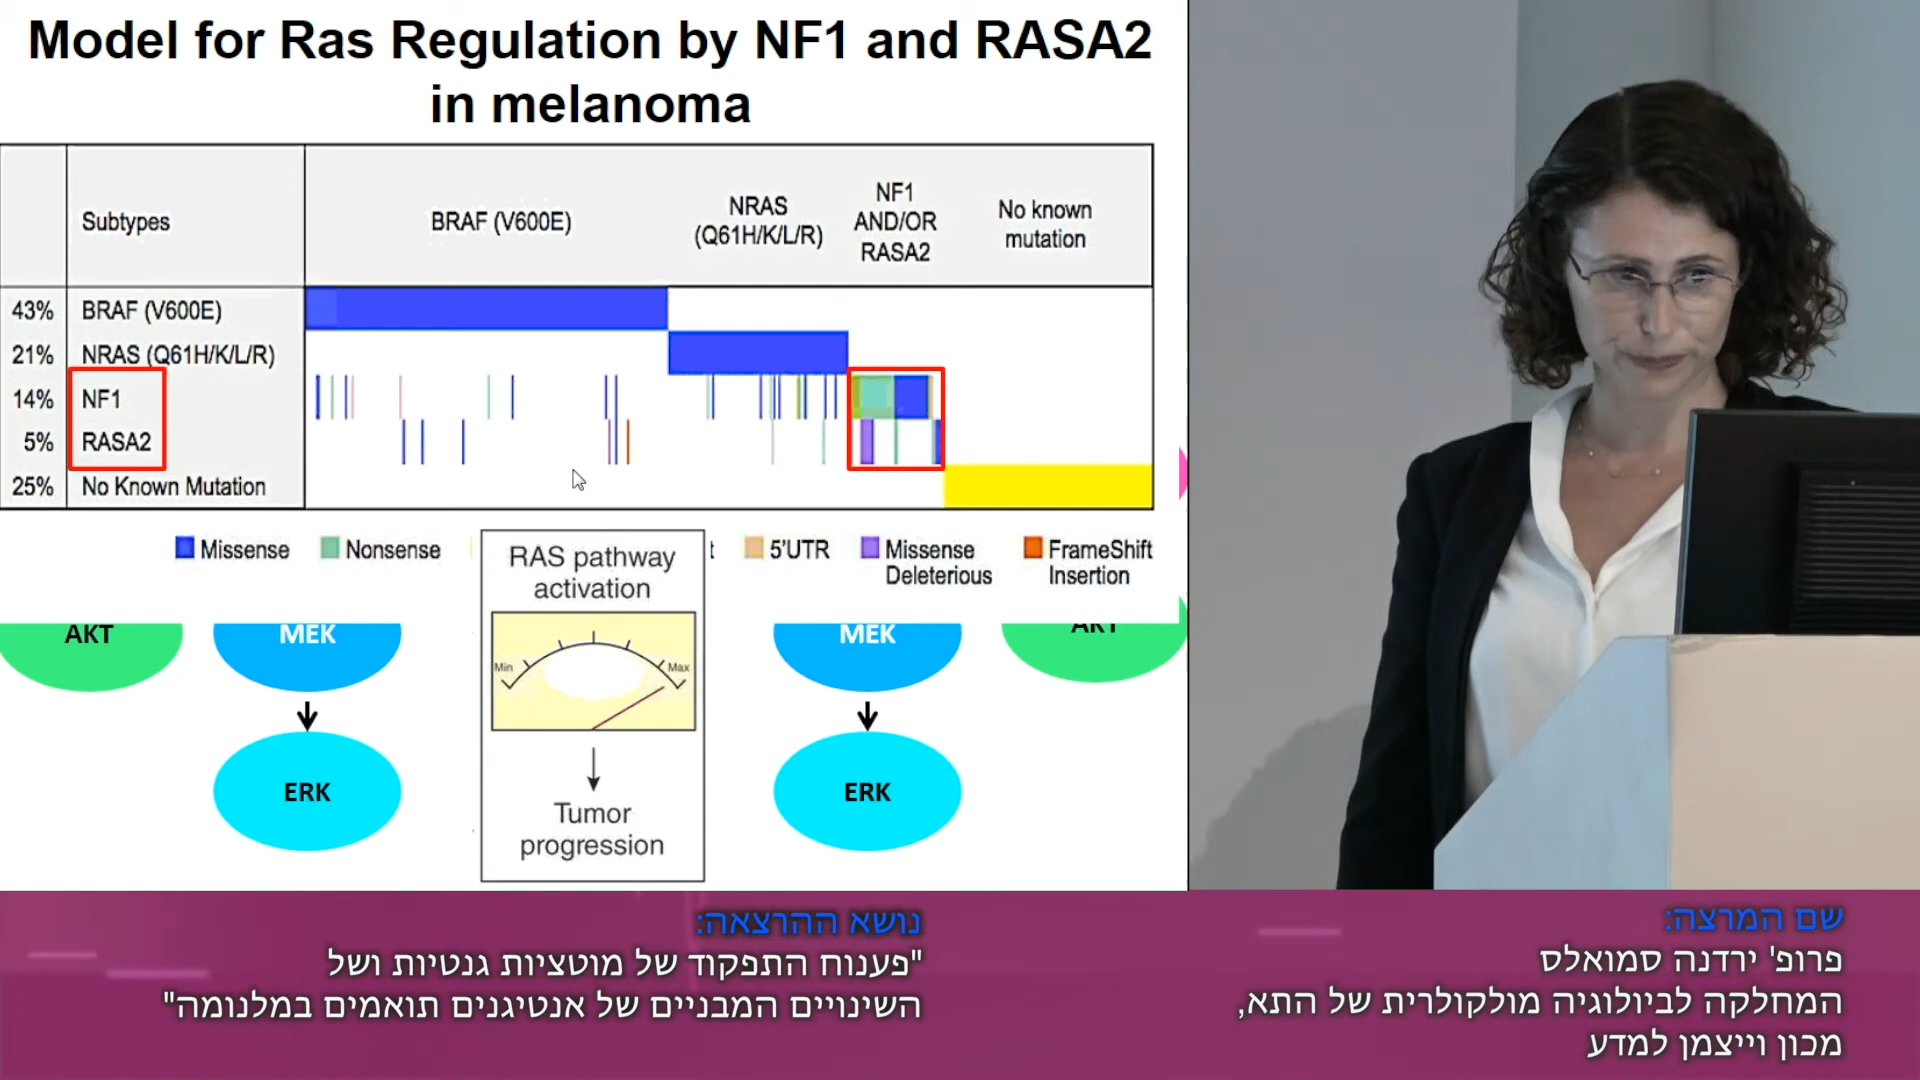 Model for Ras Regulation by NF1 and RASA2
in melanoma
Subtypes
BRAF (V600E)
NRAS
(Q61H/K/L/R)
NF1
AND/OR
RASA2
No known
mutation
43% BRAF (V600E)
21% NRAS (Q61H/K/L/R)
14% NF1
5% RASA2
25% No Known Mutation
Missense
Nonsense
5'UTR
Missense
Deleterious
FrameShift
Insertion
RAS pathway
activation
Min
Max
Tumor
progression
AKT
MEK
ERK
MEK
ERK
AKT
שם המרצה:
פרופ' ירדנה סמואלס
המחלקה לביולוגיה מולקולרית של התא,
מכון וייצמן למדע
נושא ההרצאה:
"פענוח התפקוד של מוטציות גנטיות ושל
השינויים המבניים של אנטיגנים תואמים במלנומה"